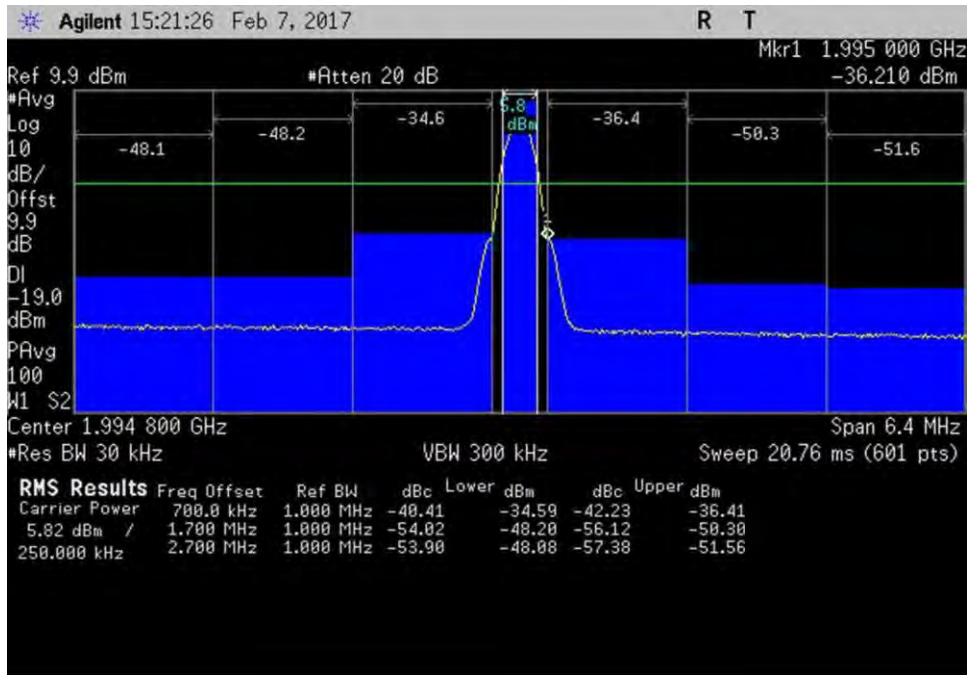 Agilent 15:21:26 Feb 7, 2017 R T
Mkr1 1.995 000 GHz
Ref 9.9 dBm #Atten 20 dB -36.210 dBm
#Avg
Log
10
dB/
Offst
9.9
dB
DI
-19.0
dBm
PAvg
100
W1 S2
-48.1 -48.2 -34.6 5.8 dBm -36.4 -50.3 -51.6
1
Center 1.994 800 GHz Span 6.4 MHz
#Res BW 30 kHz VBW 300 kHz Sweep 20.76 ms (601 pts)
RMS Results Freq Offset Ref BW dBc Lower dBm dBc Upper dBm
Carrier Power 700.0 kHz 1.000 MHz -40.41 -34.59 -42.23 -36.41
5.82 dBm / 1.700 MHz 1.000 MHz -54.02 -48.20 -56.12 -50.30
250.000 kHz 2.700 MHz 1.000 MHz -53.90 -48.08 -57.38 -51.56